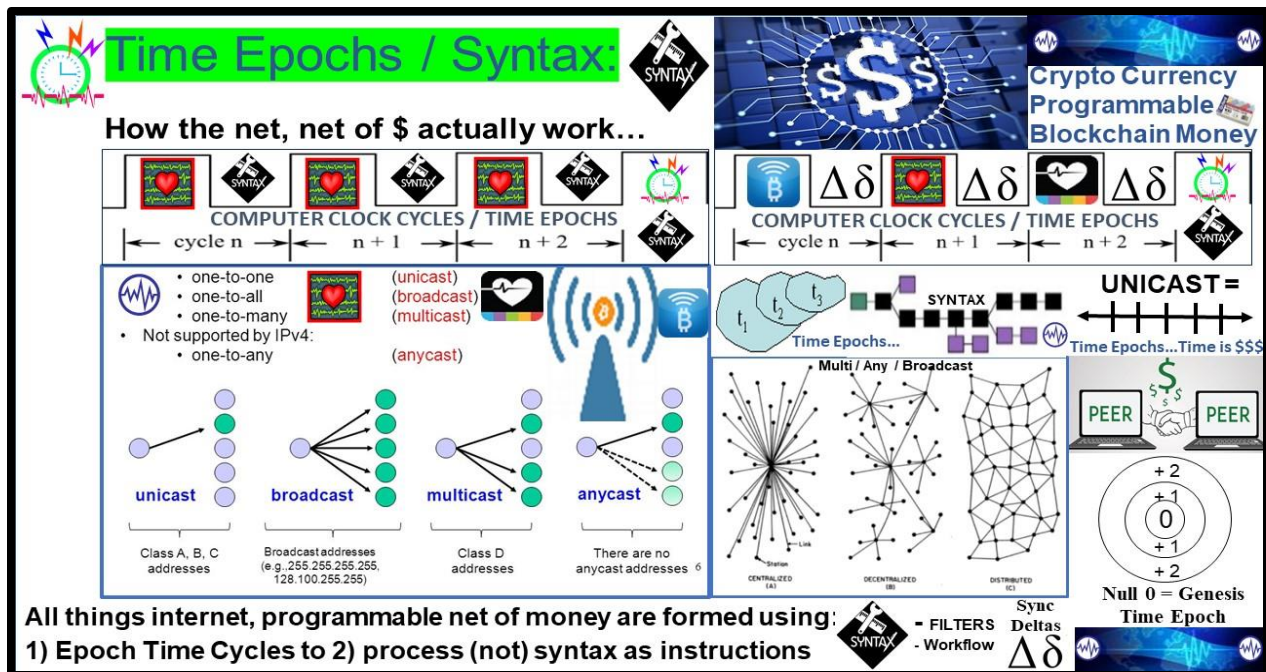 Time Epochs / Syntax:
SYNTAX
How the net, net of $ actually work…
$ $ $
Crypto Currency
Programmable
Blockchain Money
SYNTAX SYNTAX SYNTAX
COMPUTER CLOCK CYCLES / TIME EPOCHS
cycle n n + 1 n + 2
SYNTAX
Δδ Δδ Δδ
COMPUTER CLOCK CYCLES / TIME EPOCHS
cycle n n + 1 n + 2
SYNTAX
• one-to-one (unicast)
• one-to-all (broadcast)
• one-to-many (multicast)
• Not supported by IPv4:
• one-to-any (anycast)
unicast broadcast multicast anycast
Class A, B, C
addresses
Broadcast addresses
(e.g.,255.255.255.255,
128.100.255.255)
Class D
addresses
There are no
anycast addresses 6
t1 t2 t3
SYNTAX
Time Epochs...
UNICAST =
Time Epochs...Time is $$$
Multi / Any / Broadcast
Link
Station
CENTRALIZED
(A)
DECENTRALIZED
(B)
DISTRIBUTED
(C)
$
PEER PEER
+ 2
+ 1
0
+ 1
+ 2
Null 0 = Genesis
Time Epoch
All things internet, programmable net of money are formed using:
1) Epoch Time Cycles to 2) process (not) syntax as instructions
SYNTAX
- FILTERS
- Workflow
Sync
Deltas
Δδ